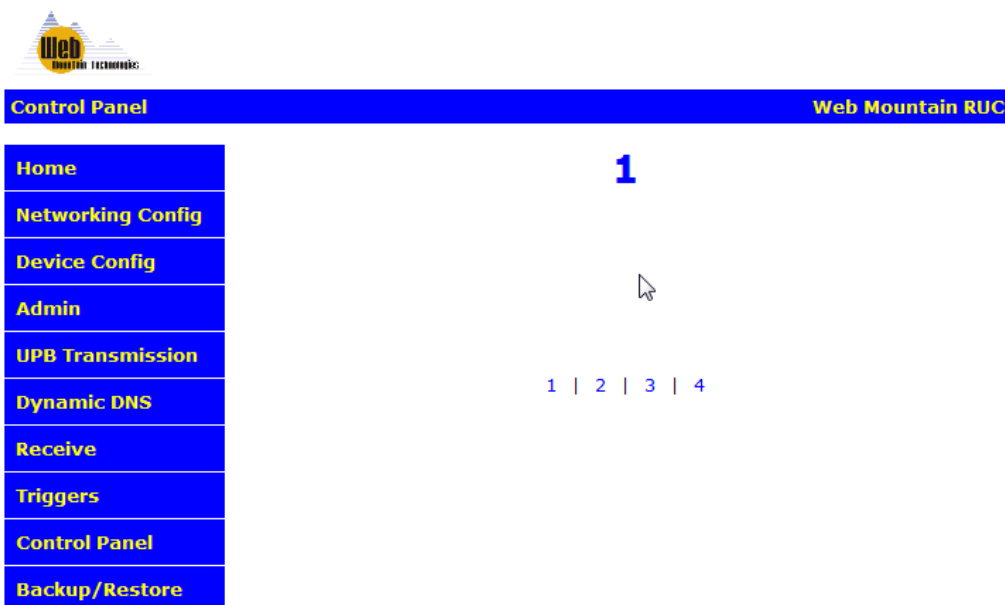 Web
Mountain Technologies
Control Panel Web Mountain RUC
Home
Networking Config
Device Config
Admin
UPB Transmission
Dynamic DNS
Receive
Triggers
Control Panel
Backup/Restore
1
1 | 2 | 3 | 4